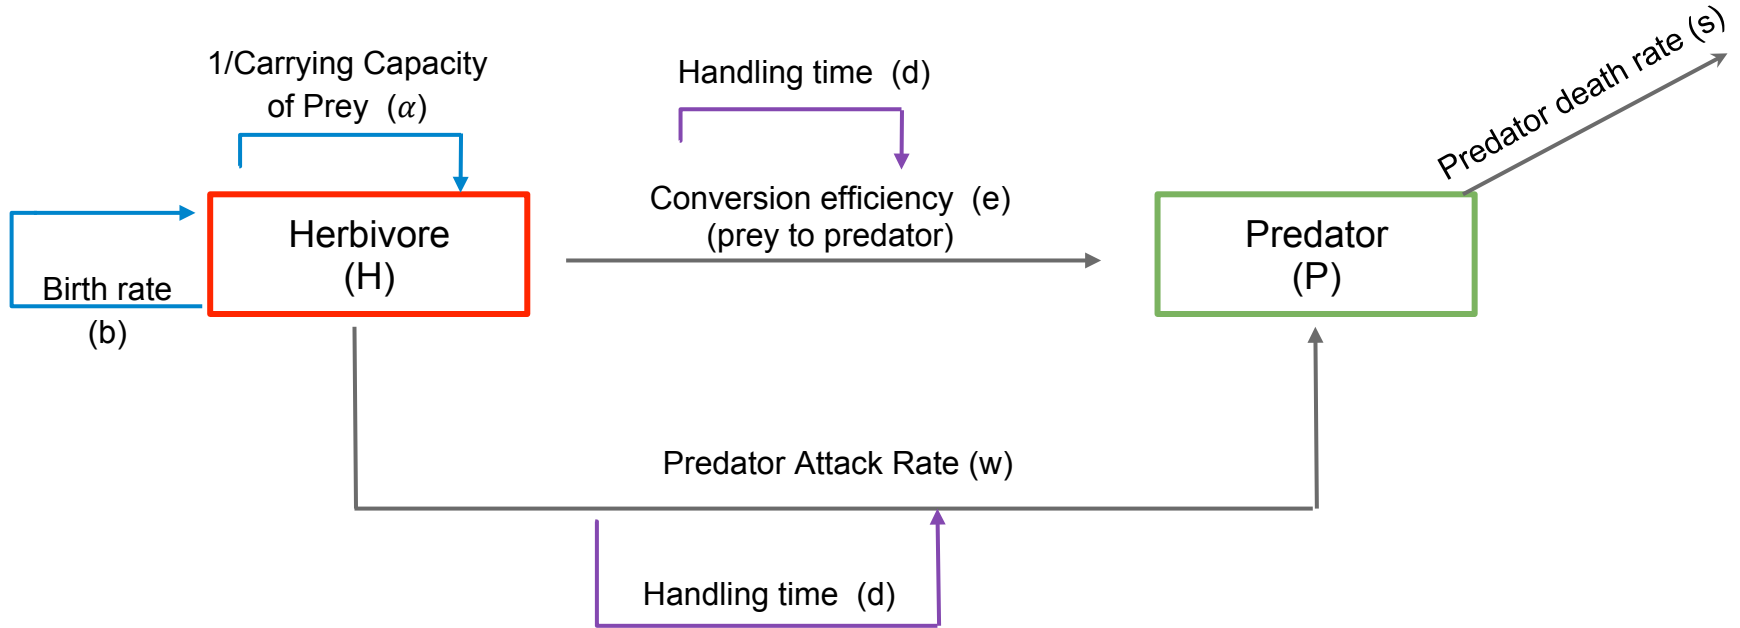 1/Carrying Capacity
of Prey (α)
Handling time (d)
Predator death rate (s)
Herbivore
(H)
Conversion efficiency (e)
(prey to predator)
Predator
(P)
Birth rate
(b)
Predator Attack Rate (w)
Handling time (d)